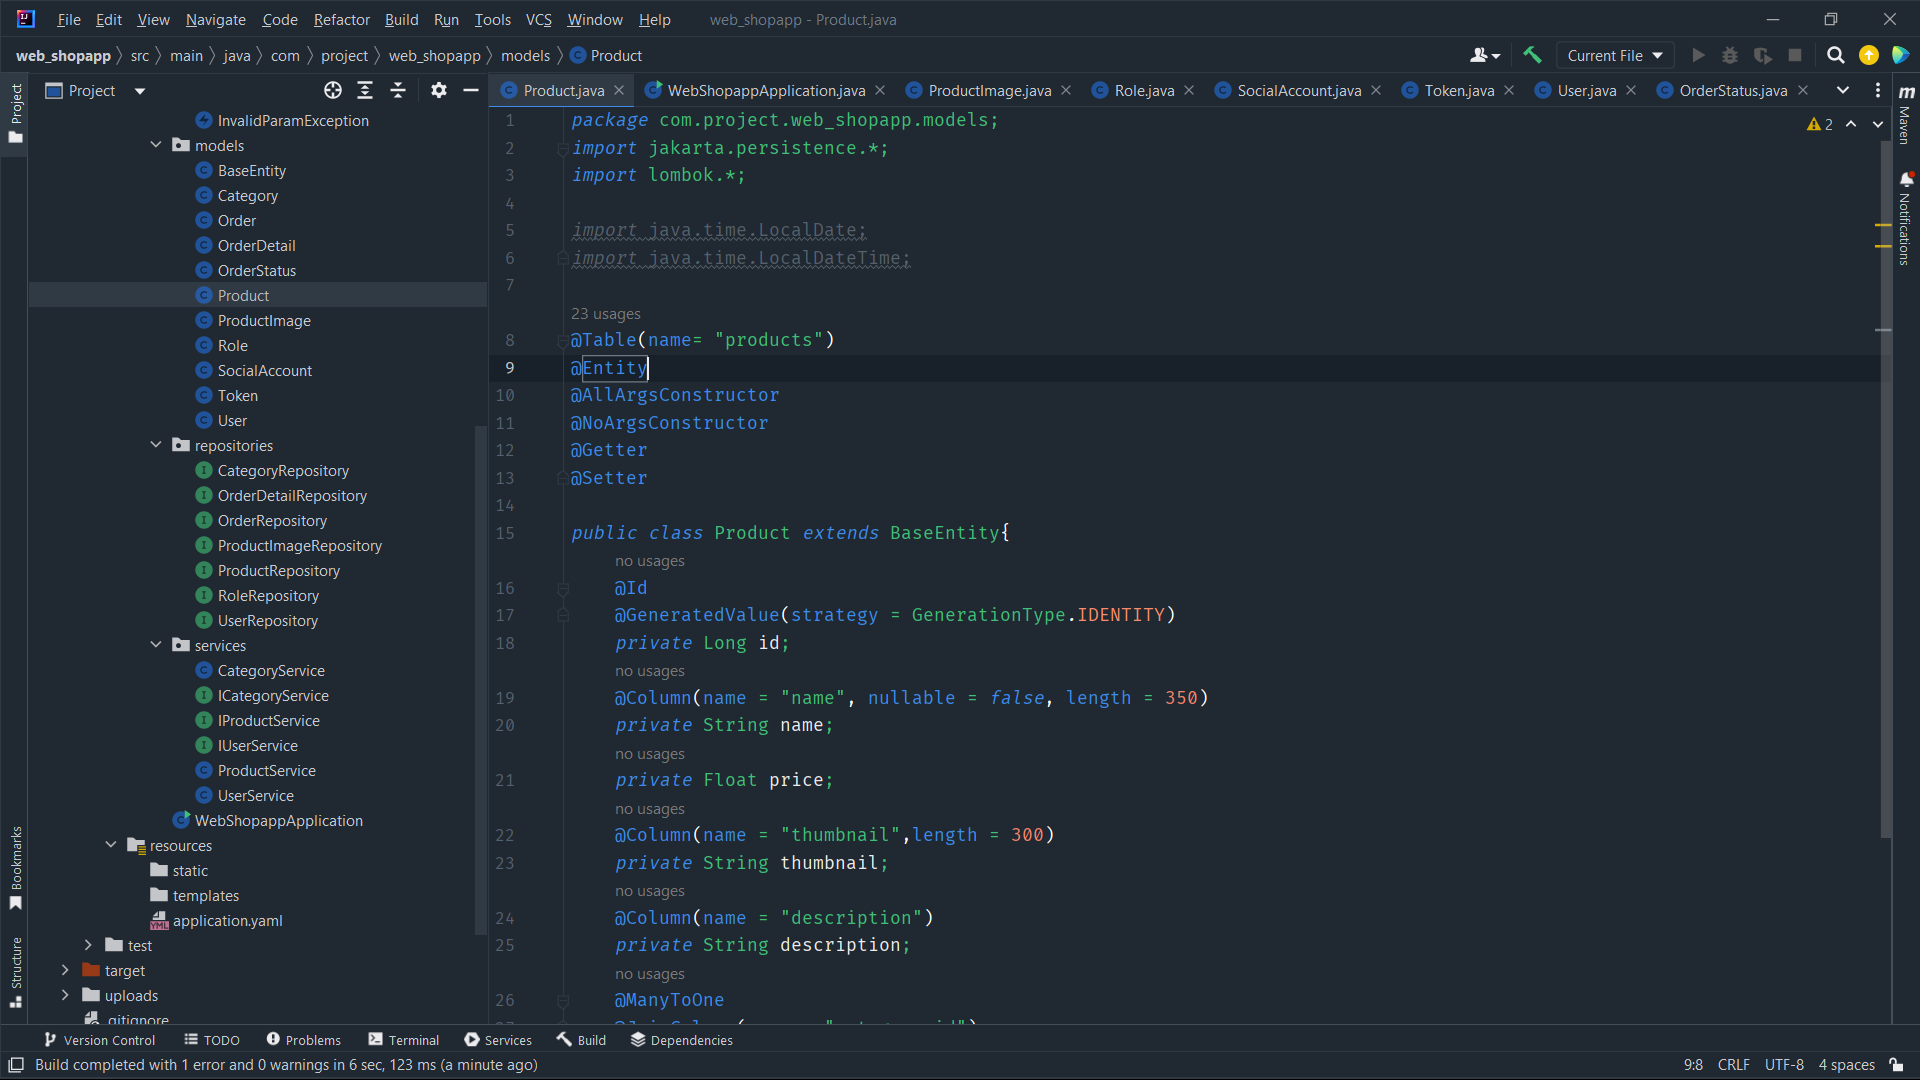 File Edit View Navigate Code Refactor Build Run Tools VCS Window Help web_shopapp - Product.java
web_shopapp src main java com project web_shopapp models Product
Current File
Project
Product.java WebShopappApplication.java ProductImage.java Role.java SocialAccount.java Token.java User.java OrderStatus.java
Project
Bookmarks
Structure
InvalidParamException
models
BaseEntity
Category
Order
OrderDetail
OrderStatus
Product
ProductImage
Role
SocialAccount
Token
User
repositories
CategoryRepository
OrderDetailRepository
OrderRepository
ProductImageRepository
ProductRepository
RoleRepository
UserRepository
services
CategoryService
ICategoryService
IProductService
IUserService
ProductService
UserService
WebShopappApplication
resources
static
templates
application.yaml
test
target
uploads
.gitignore
1 package com.project.web_shopapp.models;
2 import jakarta.persistence.*;
3 import lombok.*;
4
5 import java.time.LocalDate;
6 import java.time.LocalDateTime;
7
23 usages
8 @Table(name= "products")
9 @Entity
10 @AllArgsConstructor
11 @NoArgsConstructor
12 @Getter
13 @Setter
14
15 public class Product extends BaseEntity{
no usages
16 @Id
17 @GeneratedValue(strategy = GenerationType.IDENTITY)
18 private Long id;
no usages
19 @Column(name = "name", nullable = false, length = 350)
20 private String name;
no usages
21 private Float price;
no usages
22 @Column(name = "thumbnail",length = 300)
23 private String thumbnail;
no usages
24 @Column(name = "description")
25 private String description;
no usages
26 @ManyToOne
2
m
Maven
Notifications
Version Control TODO Problems Terminal Services Build Dependencies
Build completed with 1 error and 0 warnings in 6 sec, 123 ms (a minute ago) 9:8 CRLF UTF-8 4 spaces